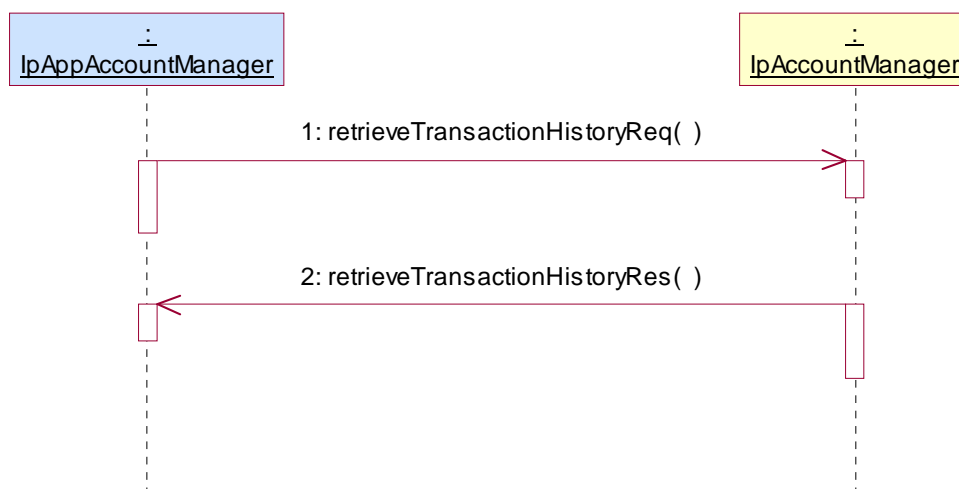 :
IpAppAccountManager
:
IpAccountManager
1: retrieveTransactionHistoryReq( )
2: retrieveTransactionHistoryRes( )